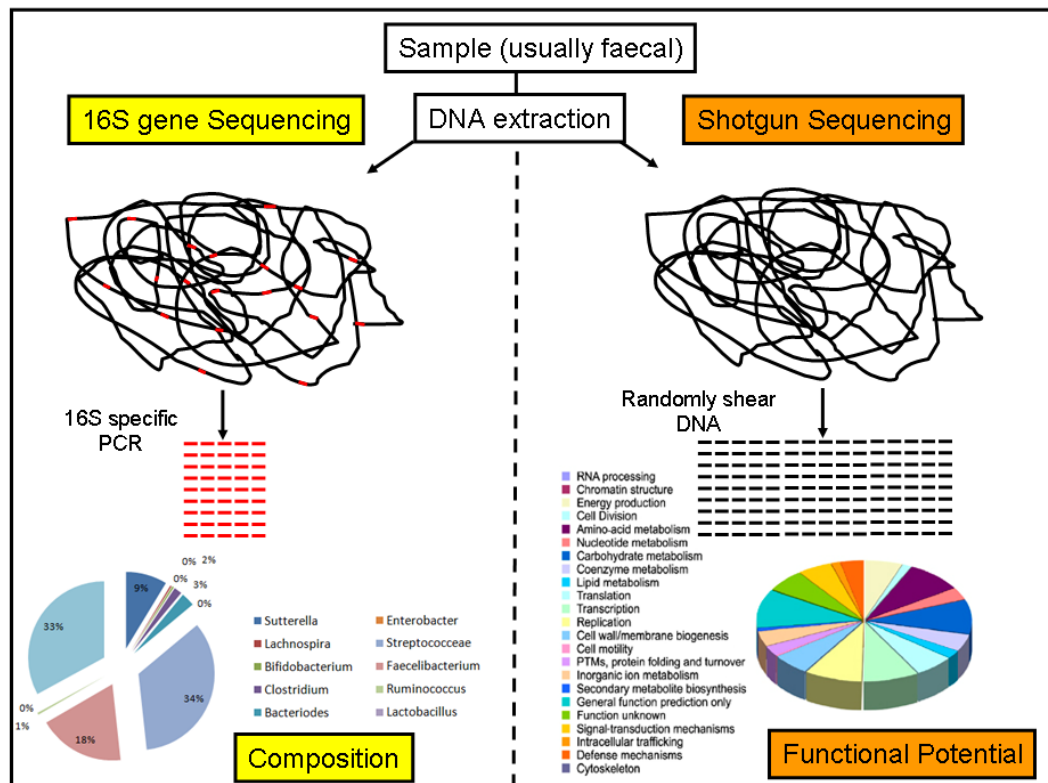 Sample (usually faecal)
16S gene Sequencing
DNA extraction
Shotgun Sequencing
16S specific
PCR
Randomly shear
DNA
0% 2%
0%
9%
3%
0%
33%
34%
0%
1%
18%
Sutterella
Enterobacter
Lachnospira
Streptococceae
Bifidobacterium
Faecelibacterium
Clostridium
Ruminococcus
Bacteriodes
Lactobacillus
Composition
RNA processing
Chromatin structure
Energy production
Cell Division
Amino-acid metabolism
Nucleotide metabolism
Carbohydrate metabolism
Coenzyme metabolism
Lipid metabolism
Translation
Transcription
Replication
Cell wall/membrane biogenesis
Cell motility
PTMs, protein folding and turnover
Inorganic ion metabolism
Secondary metabolite biosynthesis
General function prediction only
Function unknown
Signal-transduction mechanisms
Intracellular trafficking
Defense mechanisms
Cytoskeleton
Functional Potential